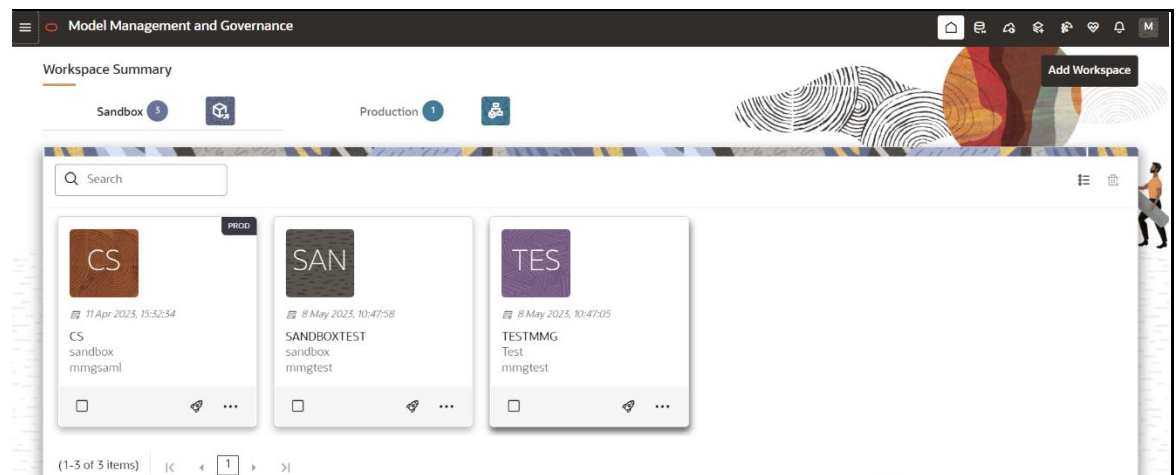 Model Management and Governance
M
Workspace Summary
Add Workspace
Sandbox 3
Production 1
Search
PROD
CS
SAN
TES
11 Apr 2023, 15:32:34
8 May 2023, 10:47:58
8 May 2023, 10:47:05
CS
SANDBOXTEST
TESTMMG
sandbox
sandbox
Test
mmgsaml
mmgtest
mmgtest
(1-3 of 3 items)
1